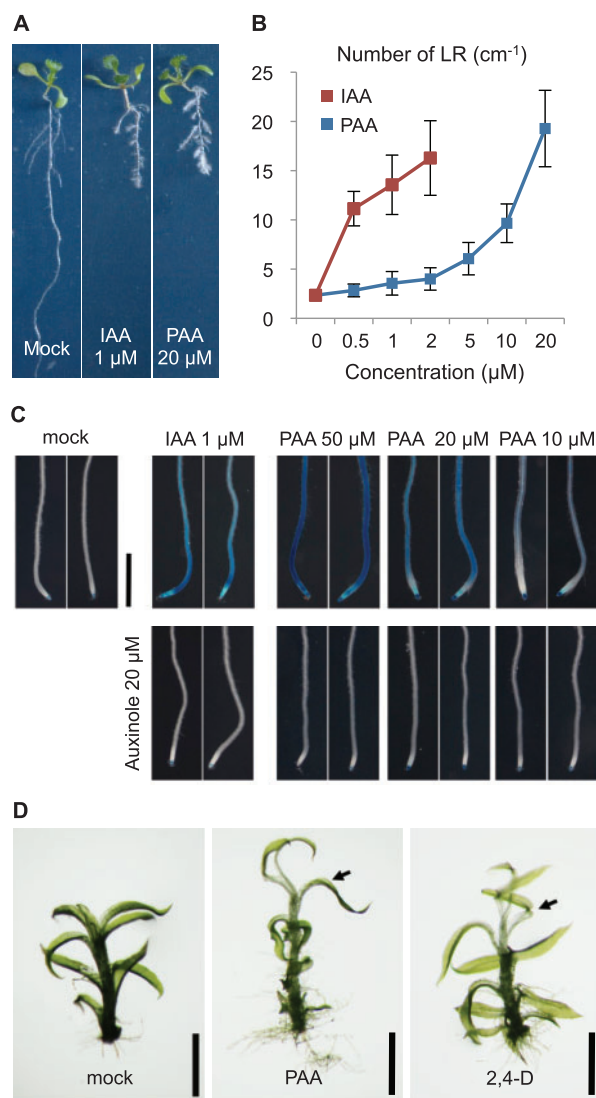 A
Mock
IAA
1 µM
PAA
20 µM
B
Number of LR (cm-1)
25
20
15
10
5
0
IAA
PAA
0 0.5 1 2 5 10 20
Concentration (µM)
C
mock
IAA 1 µM
PAA 50 µM
PAA 20 µM
PAA 10 µM
Auxinole 20 µM
D
mock
PAA
2,4-D